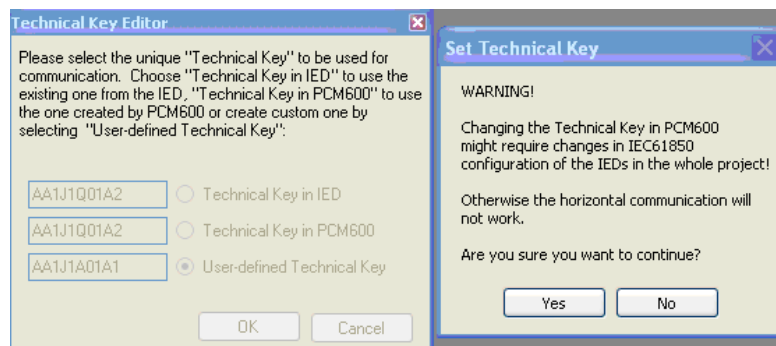 Technical Key Editor
Please select the unique "Technical Key" to be used for
communication. Choose "Technical Key in IED" to use the
existing one from the IED, "Technical Key in PCM600" to use
the one created by PCM600 or create custom one by
selecting "User-defined Technical Key":
AA1J1Q01A2 Technical Key in IED
AA1J1Q01A2 Technical Key in PCM600
AA1J1A01A1 User-defined Technical Key
OK Cancel
Set Technical Key
WARNING!
Changing the Technical Key in PCM600
might require changes in IEC61850
configuration of the IEDs in the whole project!
Otherwise the horizontal communication will
not work.
Are you sure you want to continue?
Yes No